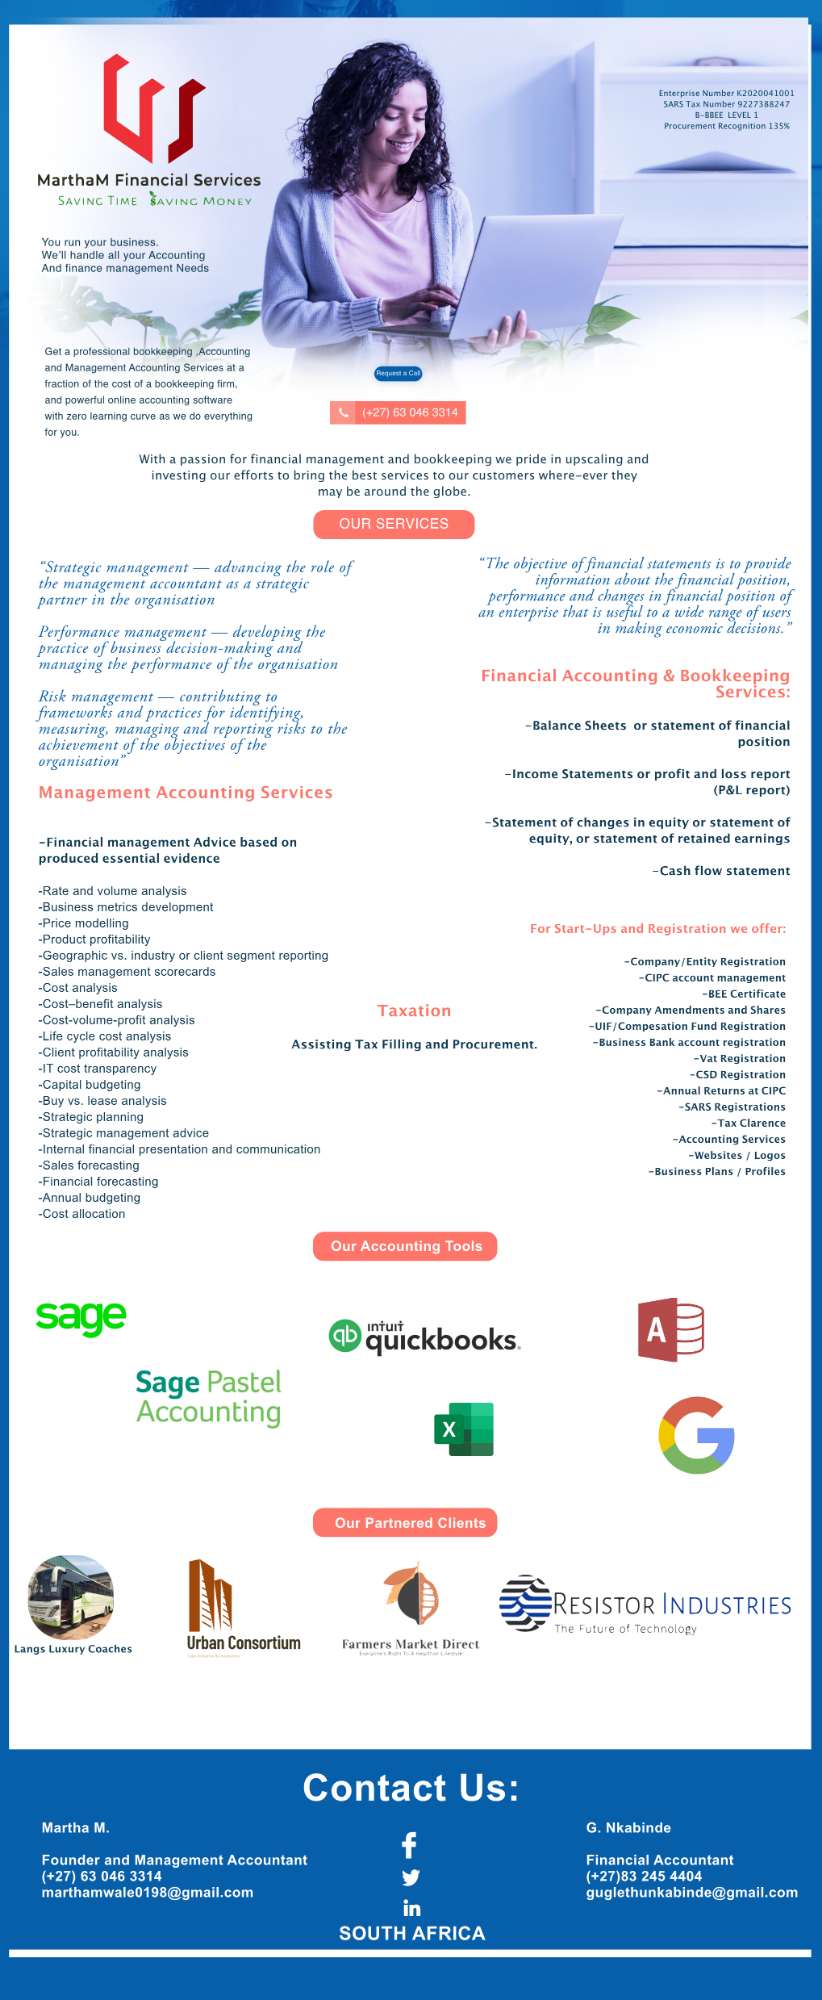 Enterprise Number K2020041001
SARS Tax Number 9227388247
B-BBEE LEVEL 1
Procurement Recognition 135%
MarthaM Financial Services
SAVING TIME SAVING MONEY
You run your business.
We'll handle all your Accounting
And finance management Needs
Get a professional bookkeeping ,Accounting
and Management Accounting Services at a
fraction of the cost of a bookkeeping firm,
and powerful online accounting software
with zero learning curve as we do everything
for you.
Request a Call
(+27) 63 046 3314
With a passion for financial management and bookkeeping we pride in upscaling and
investing our efforts to bring the best services to our customers where-ever they
may be around the globe.
OUR SERVICES
“Strategic management — advancing the role of
the management accountant as a strategic
partner in the organisation
Performance management — developing the
practice of business decision-making and
managing the performance of the organisation
Risk management — contributing to
frameworks and practices for identifying,
measuring, managing and reporting risks to the
achievement of the objectives of the
organisation”
Management Accounting Services
-Financial management Advice based on
produced essential evidence
-Rate and volume analysis
-Business metrics development
-Price modelling
-Product profitability
-Geographic vs. industry or client segment reporting
-Sales management scorecards
-Cost analysis
-Cost–benefit analysis
-Cost-volume-profit analysis
-Life cycle cost analysis
-Client profitability analysis
-IT cost transparency
-Capital budgeting
-Buy vs. lease analysis
-Strategic planning
-Strategic management advice
-Internal financial presentation and communication
-Sales forecasting
-Financial forecasting
-Annual budgeting
-Cost allocation
Taxation
Assisting Tax Filling and Procurement.
“The objective of financial statements is to provide
information about the financial position,
performance and changes in financial position of
an enterprise that is useful to a wide range of users
in making economic decisions.”
Financial Accounting & Bookkeeping
Services:
-Balance Sheets or statement of financial
position
-Income Statements or profit and loss report
(P&L report)
-Statement of changes in equity or statement of
equity, or statement of retained earnings
-Cash flow statement
For Start-Ups and Registration we offer:
-Company/Entity Registration
-CIPC account management
-BEE Certificate
-Company Amendments and Shares
-UIF/Compesation Fund Registration
-Business Bank account registration
-Vat Registration
-CSD Registration
-Annual Returns at CIPC
-SARS Registrations
-Tax Clarence
-Accounting Services
-Websites / Logos
-Business Plans / Profiles
Our Accounting Tools
sage
Sage Pastel
Accounting
qb intuit quickbooks.
X
A
G
Our Partnered Clients
Langs Luxury Coaches
Urban Consortium
Farmers Market Direct
Everyone's Right To A Healthier Lifestyle
RESISTOR INDUSTRIES
The Future of Technology
Contact Us:
Martha M.
Founder and Management Accountant
(+27) 63 046 3314
marthamwale0198@gmail.com
f
in
SOUTH AFRICA
G. Nkabinde
Financial Accountant
(+27)83 245 4404
guglethunkabinde@gmail.com